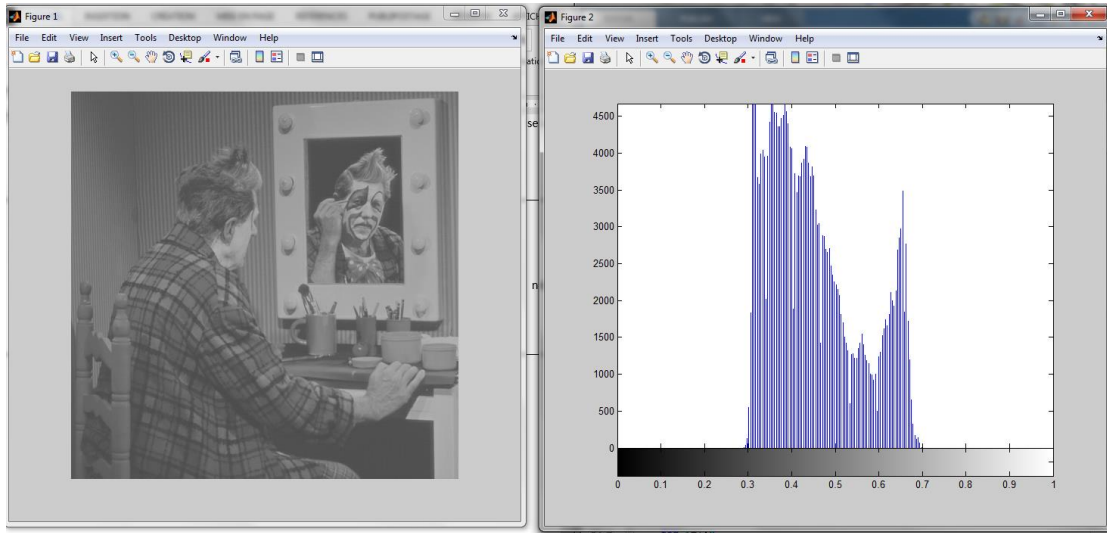 Figure 1
File Edit View Insert Tools Desktop Window Help
Figure 2
File Edit View Insert Tools Desktop Window Help
4500
4000
3500
3000
2500
2000
1500
1000
500
0
0 0.1 0.2 0.3 0.4 0.5 0.6 0.7 0.8 0.9 1